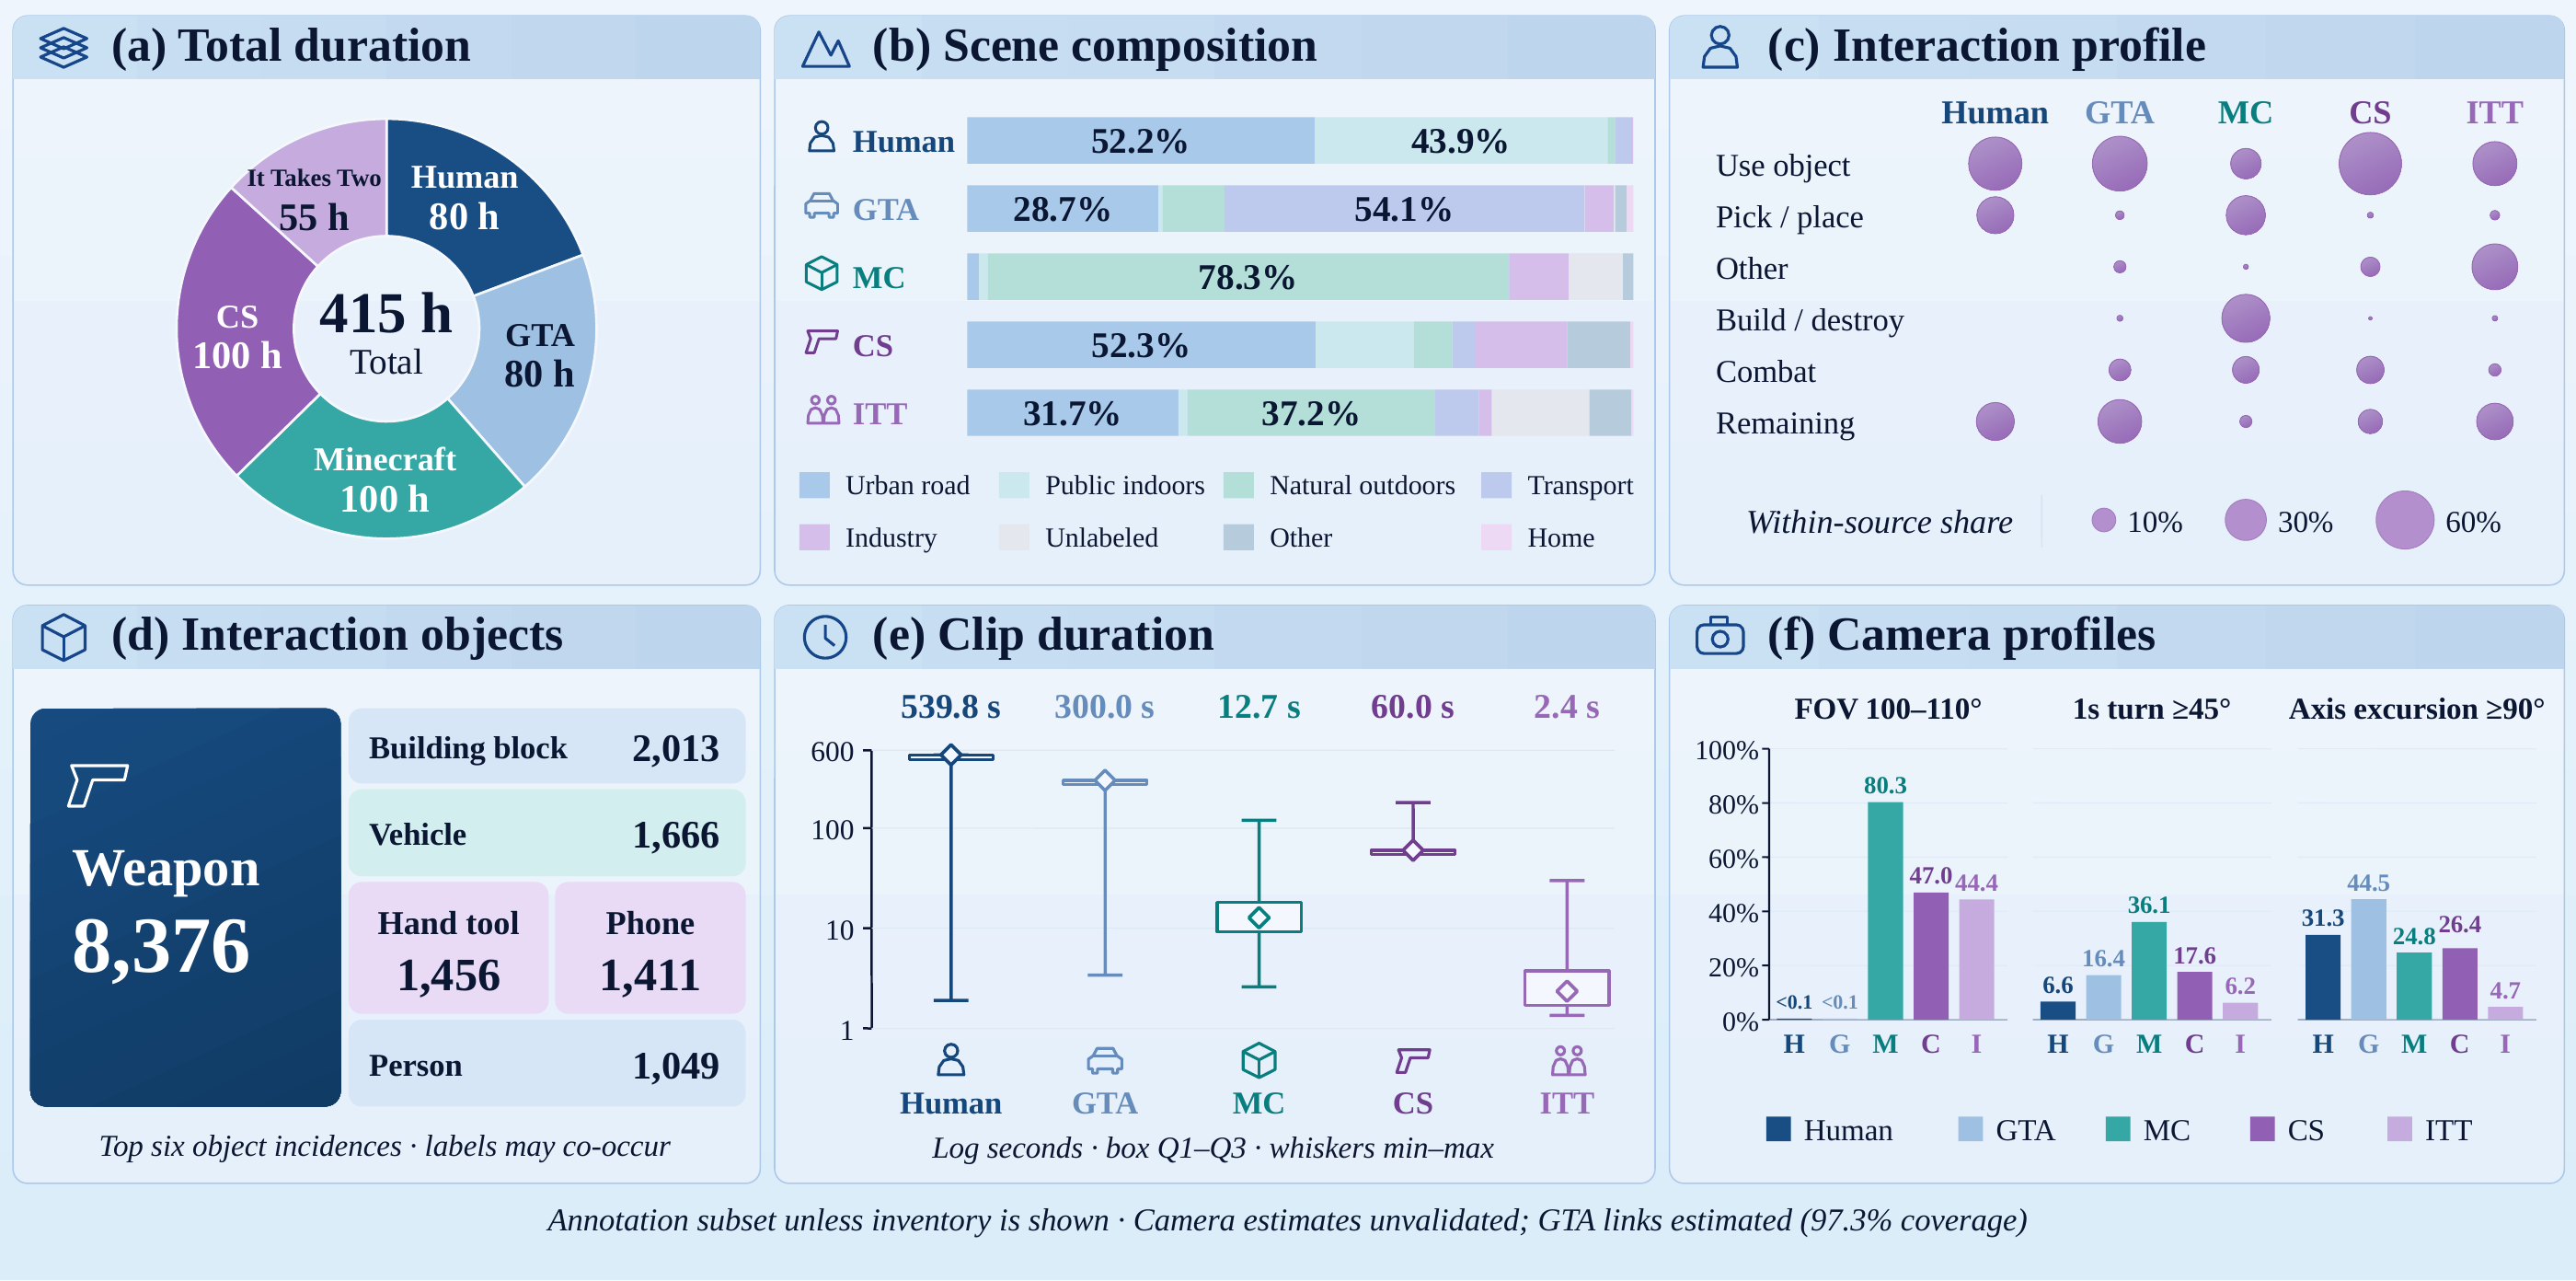 (a) Total duration
It Takes Two
55 h
Human
80 h
CS
100 h
415 h
Total
GTA
80 h
Minecraft
100 h
(b) Scene composition
Human 52.2% 43.9%
GTA 28.7% 54.1%
MC 78.3%
CS 52.3%
ITT 31.7% 37.2%
Urban road Public indoors Natural outdoors Transport
Industry Unlabeled Other Home
(c) Interaction profile
Human GTA MC CS ITT
Use object
Pick / place
Other
Build / destroy
Combat
Remaining
Within-source share 10% 30% 60%
(d) Interaction objects
Weapon
8,376
Building block 2,013
Vehicle 1,666
Hand tool
1,456
Phone
1,411
Person 1,049
Top six object incidences · labels may co-occur
(e) Clip duration
539.8 s 300.0 s 12.7 s 60.0 s 2.4 s
600
100
10
1
Human GTA MC CS ITT
Log seconds · box Q1–Q3 · whiskers min–max
(f) Camera profiles
FOV 100–110° 1s turn ≥45° Axis excursion ≥90°
100%
80%
60%
40%
20%
0%
<0.1 <0.1 80.3 47.0 44.4
H G M C I
6.6 16.4 36.1 17.6 6.2
H G M C I
31.3 44.5 24.8 26.4 4.7
H G M C I
Human GTA MC CS ITT
Annotation subset unless inventory is shown · Camera estimates unvalidated; GTA links estimated (97.3% coverage)